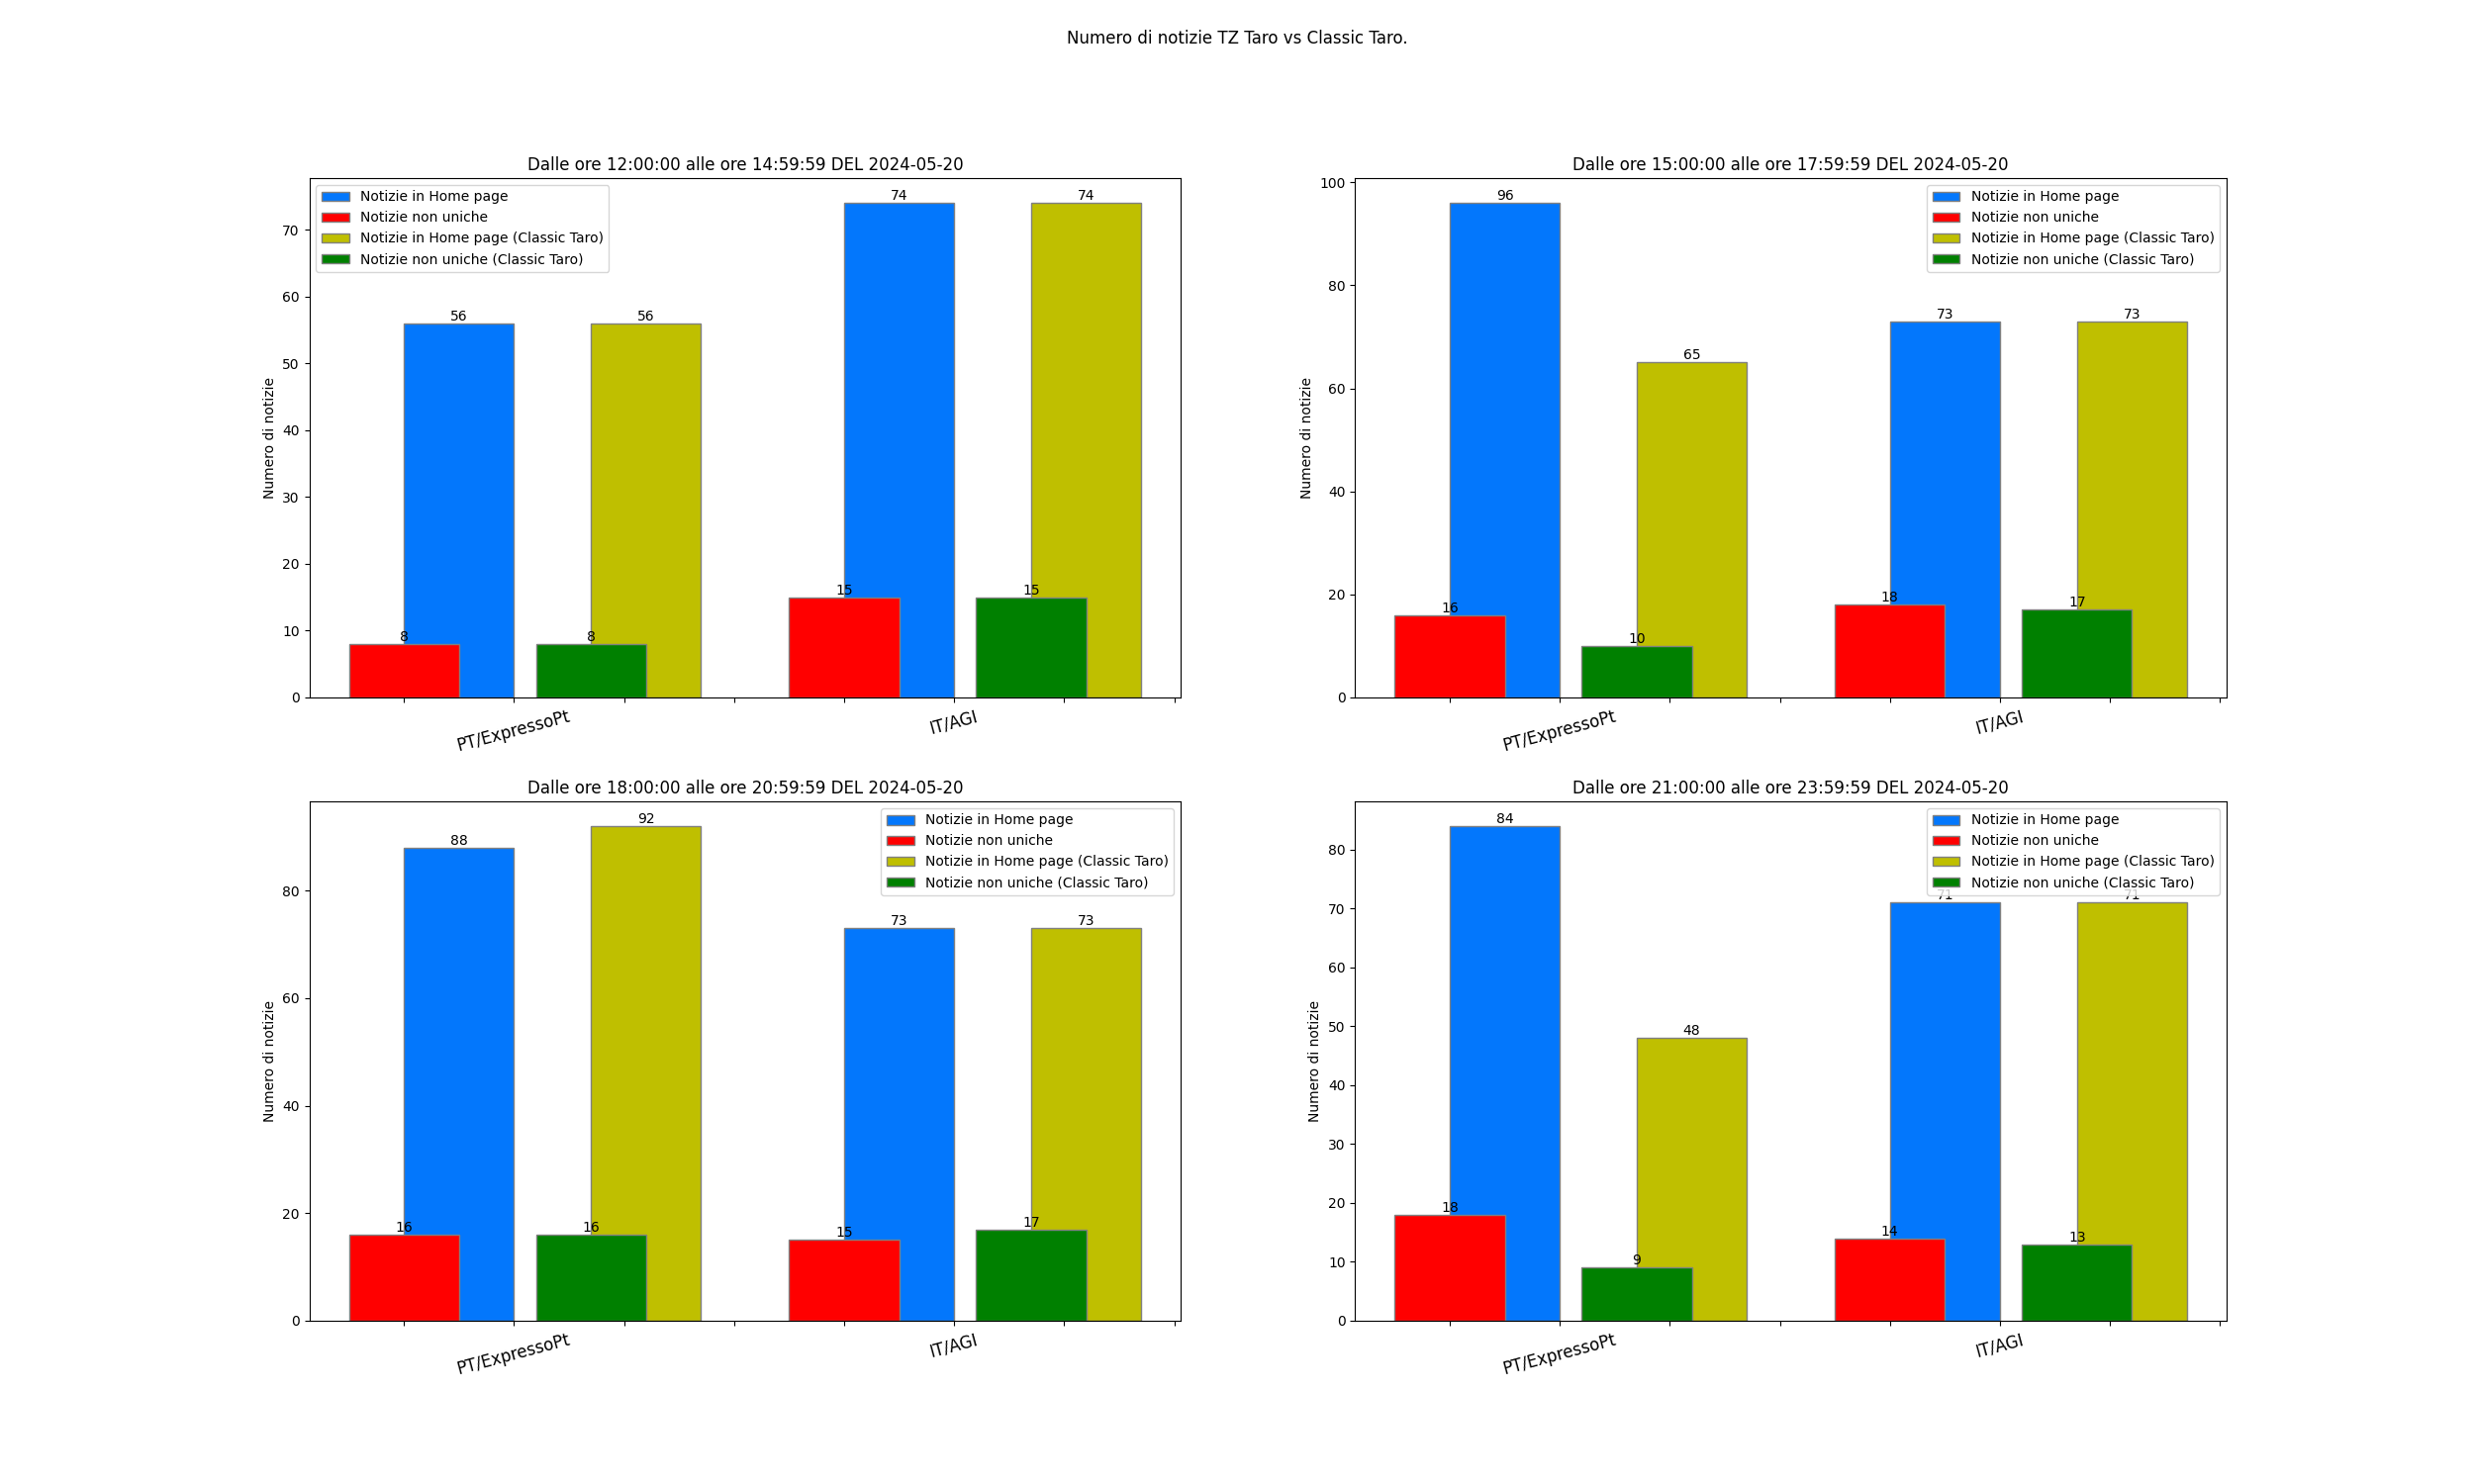 Numero di notizie TZ Taro vs Classic Taro.
Dalle ore 12:00:00 alle ore 14:59:59 DEL 2024-05-20
Notizie in Home page
Notizie non uniche
Notizie in Home page (Classic Taro)
Notizie non uniche (Classic Taro)
Numero di notizie
70
60
50
40
30
20
10
0
8
56
8
56
15
74
15
74
PT/ExpressoPt
IT/AGI
Dalle ore 15:00:00 alle ore 17:59:59 DEL 2024-05-20
Notizie in Home page
Notizie non uniche
Notizie in Home page (Classic Taro)
Notizie non uniche (Classic Taro)
Numero di notizie
100
80
60
40
20
0
16
96
10
65
18
73
17
73
PT/ExpressoPt
IT/AGI
Dalle ore 18:00:00 alle ore 20:59:59 DEL 2024-05-20
Notizie in Home page
Notizie non uniche
Notizie in Home page (Classic Taro)
Notizie non uniche (Classic Taro)
Numero di notizie
80
60
40
20
0
16
88
16
92
15
73
17
73
PT/ExpressoPt
IT/AGI
Dalle ore 21:00:00 alle ore 23:59:59 DEL 2024-05-20
Notizie in Home page
Notizie non uniche
Notizie in Home page (Classic Taro)
Notizie non uniche (Classic Taro)
Numero di notizie
80
70
60
50
40
30
20
10
0
18
84
9
48
14
71
13
71
PT/ExpressoPt
IT/AGI